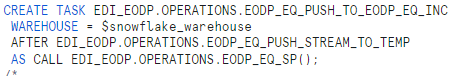 CREATE TASK EDI_EODP.OPERATIONS.EODP_EQ_PUSH_TO_EODP_EQ_INC
WAREHOUSE = $snowflake_warehouse
AFTER EDI_EODP.OPERATIONS.EODP_EQ_PUSH_STREAM_TO_TEMP
AS CALL EDI_EODP.OPERATIONS.EODP_EQ_SP();
/*